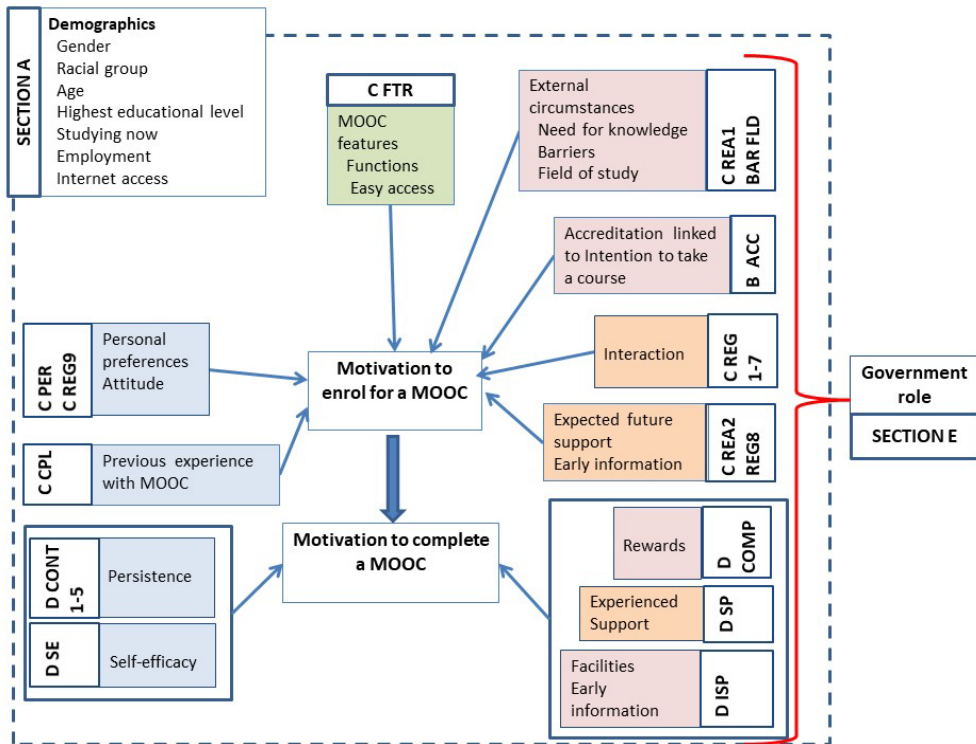 SECTION A
Demographics
Gender
Racial group
Age
Highest educational level
Studying now
Employment
Internet access
C FTR
MOOC
features
Functions
Easy access
External
circumstances
Need for knowledge
Barriers
Field of study
C REA1
BAR FLD
Accreditation linked
to Intention to take
a course
B ACC
C PER
C REG9
Personal
preferences
Attitude
Motivation to
enrol for a MOOC
Interaction
C REG
1-7
Government
role
SECTION E
C CPL
Previous experience
with MOOC
Expected future
support
Early information
C REA2
REG8
Motivation to complete
a MOOC
D CONT
1-5
Persistence
D SE
Self-efficacy
Rewards
D
COMP
Experienced
Support
D SP
Facilities
Early
information
D ISP